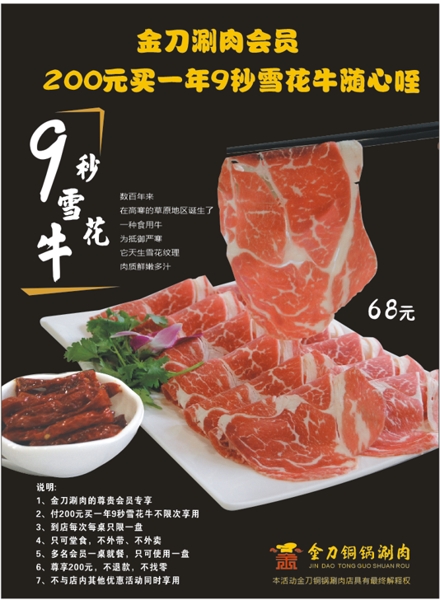 金刀涮肉会员
200元买一年9秒雪花牛随心咥
9秒雪花牛
数百年来
在高寒的草原地区诞生了
一种食用牛
为抵御严寒
它天生雪花纹理
肉质鲜嫩多汁
68元
说明:
1、金刀涮肉的尊贵会员专享
2、付200元买一年9秒雪花牛不限次享用
3、到店每次每桌只限一盘
4、只可堂食，不外带、不外卖
5、多名会员一桌就餐，只可使用一盘
6、尊享200元，不退款，不找零
7、不与店内其他优惠活动同时享用
金刀铜锅涮肉
JIN DAO TONG GUO SHUAN ROU
本活动金刀铜锅涮肉店具有最终解释权